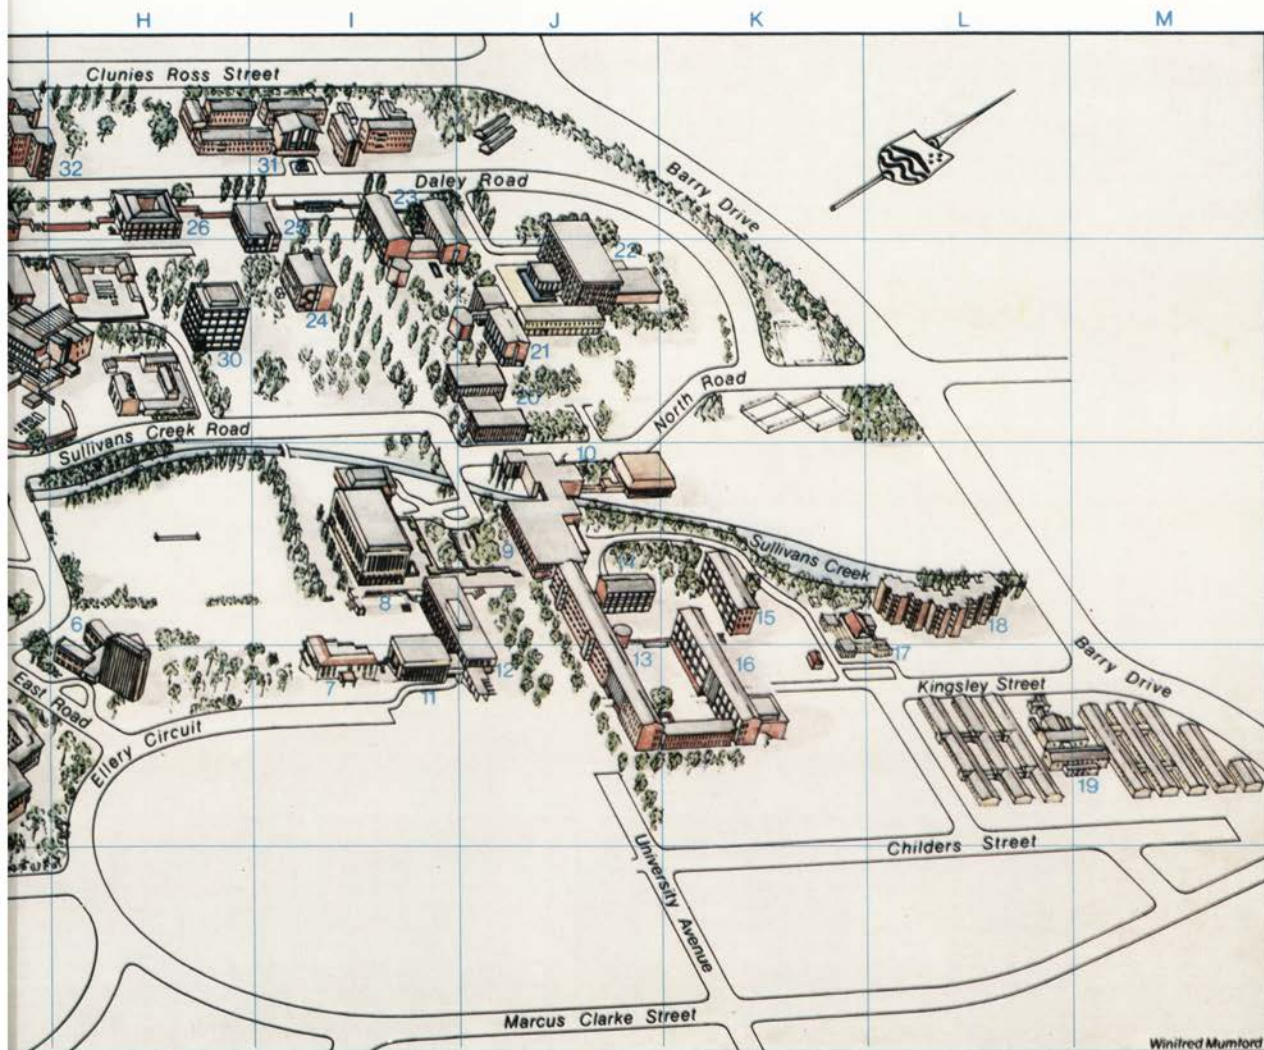 H I J K L M
Clunies Ross Street
32
31
Daley Road
Barry Drive
23
26
25
22
24
30
21
20
North Road
Sullivans Creek Road
10
9
Sullivans Creek
14
8
15
18
6
17
7
11
12
13
16
Barry Drive
East Road
Kingsley Street
Ellery Circuit
19
Childers Street
University Avenue
Marcus Clarke Street
Winifred Mumford